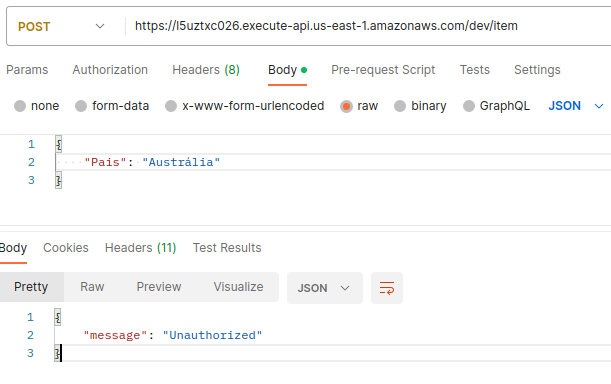 POST https://l5uztxc026.execute-api.us-east-1.amazonaws.com/dev/item
Params Authorization Headers (8) Body Pre-request Script Tests Settings
none form-data x-www-form-urlencoded raw binary GraphQL JSON
1 {
2 "Pais": "Austrália"
3 }
Body Cookies Headers (11) Test Results
Pretty Raw Preview Visualize JSON
1 {
2 "message": "Unauthorized"
3 }